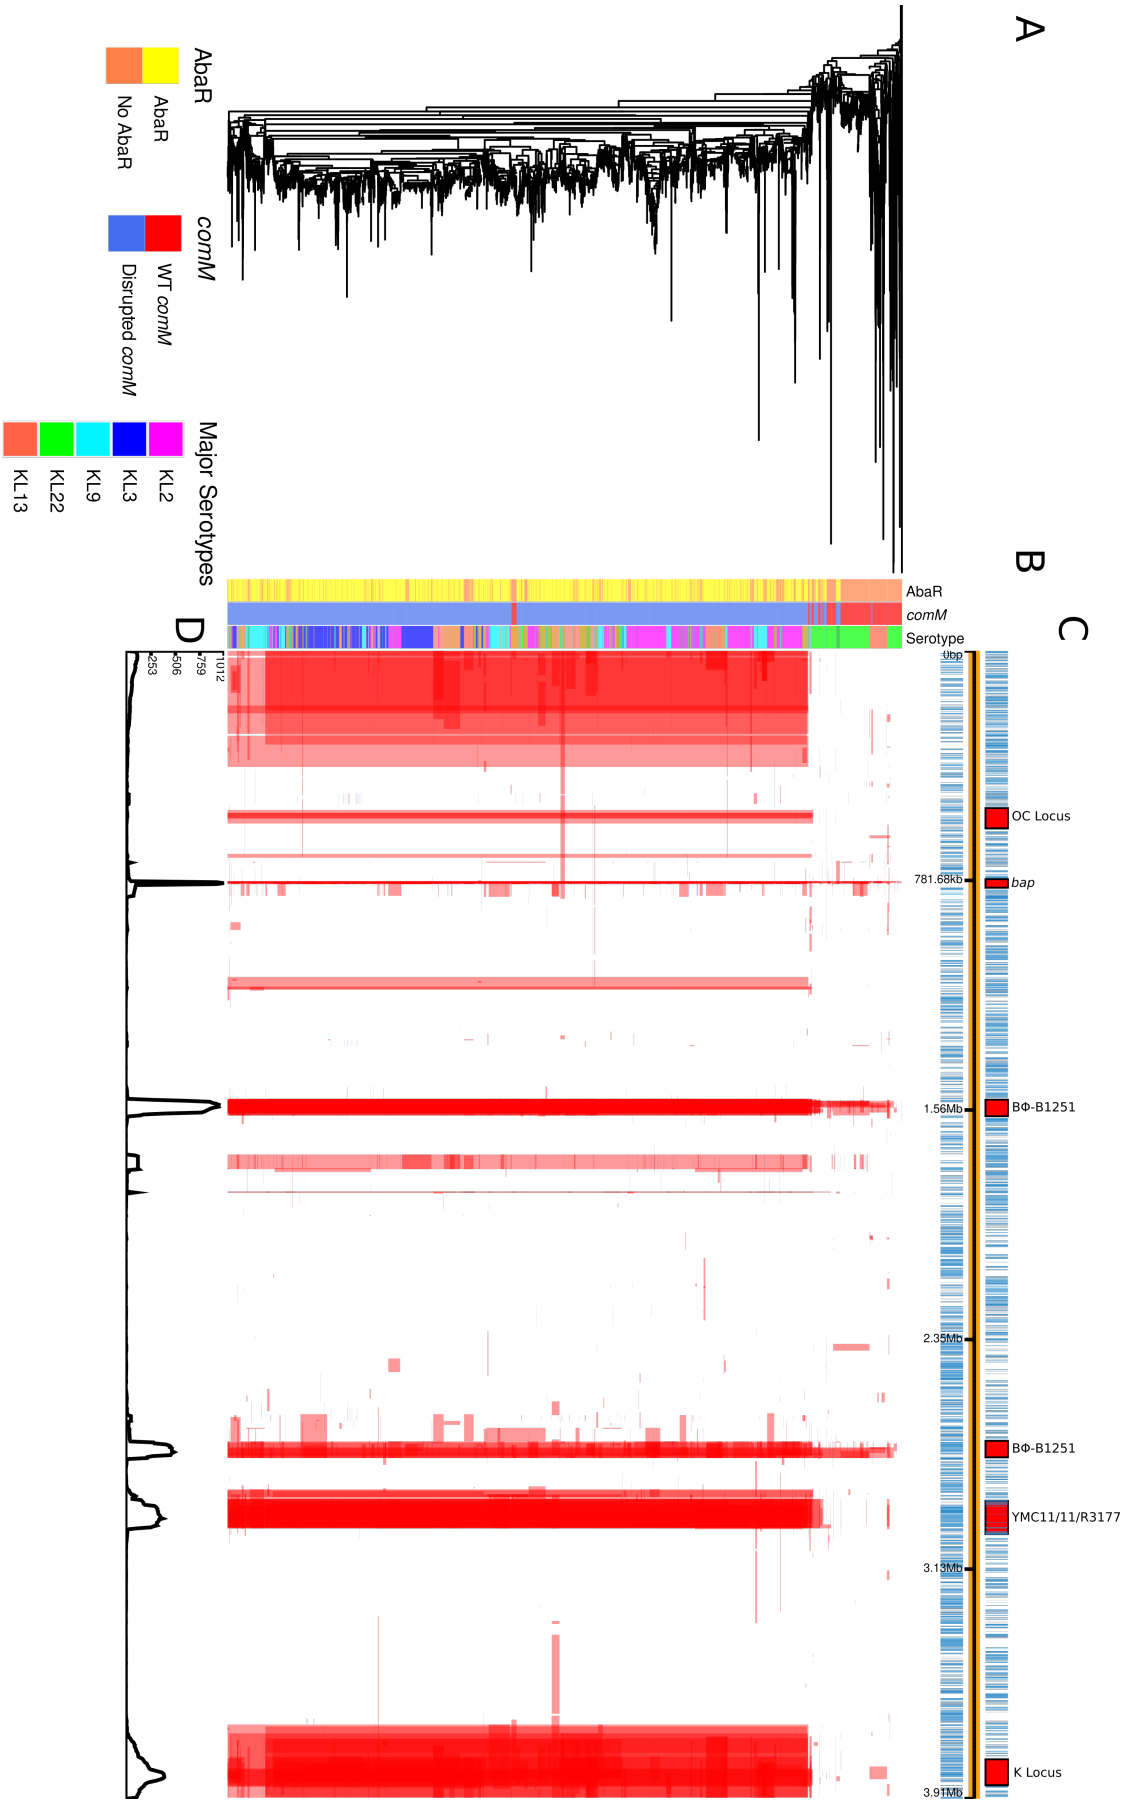 A
B
C
D
AbaR
AbaR
No AbaR
comM
WT comM
Disrupted comM
Major Serotypes
KL2
KL3
KL9
KL22
KL13
AbaR
comM
Serotype
0bp
781.68kb
1.56Mb
2.35Mb
3.13Mb
3.91Mb
OC Locus
bap
BΦ-B1251
BΦ-B1251
YMC11/11/R3177
K Locus
253
506
759
1012